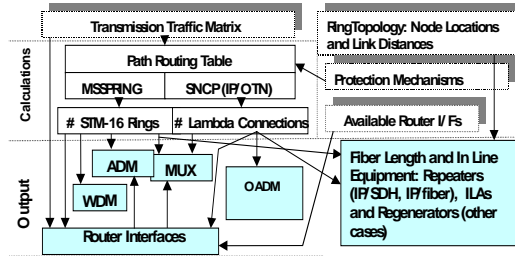 Transmission Traffic Matrix
RingTopology: Node Locations
and Link Distances
Calculations
Path Routing Table
MSSPRING
SNCP (IP/OTN)
Protection Mechanisms
# STM-16 Rings
# Lambda Connections
Available Router I/Fs
Output
ADM
MUX
WDM
OADM
Fiber Length and In Line
Equipment: Repeaters
(IP/SDH, IP/fiber), ILAs
and Regenerators (other
cases)
Router Interfaces